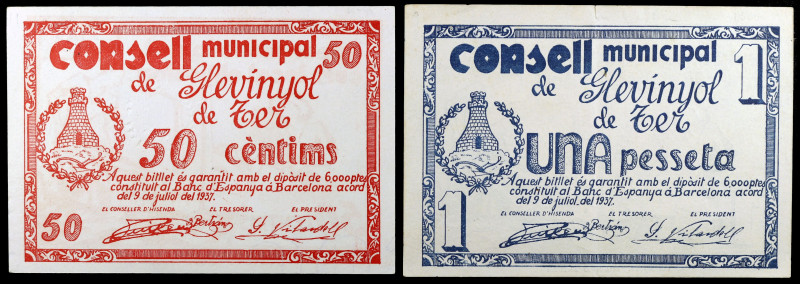 Consell municipal 50
de Glevinyol
de Ter
50 cèntims
Aquest bitllet és garantit amb el dipòsit de 6,000ptes
constituït al Banc d'Espanya á Barcelona acord
del 9 de juliol del 1937.
EL CONSELLER D'HISENDA EL TRESORER EL PRESIDENT
50
Bertrán
Consell municipal 1
de Glevinyol
de Ter
UNA pesseta
Aquest bitllet és garantit amb el dipòsit de 6,000ptes
constituït al Banc d'Espanya á Barcelona acord
del 9 de juliol del 1937.
EL CONSELLER D'HISENDA EL TRESORER EL PRESIDENT
1
Bertrán